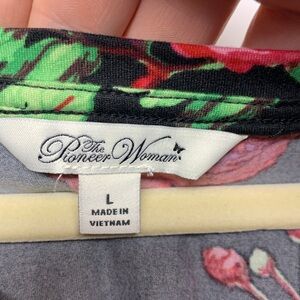 The
Pioneer Woman
L
MADE IN
VIETNAM